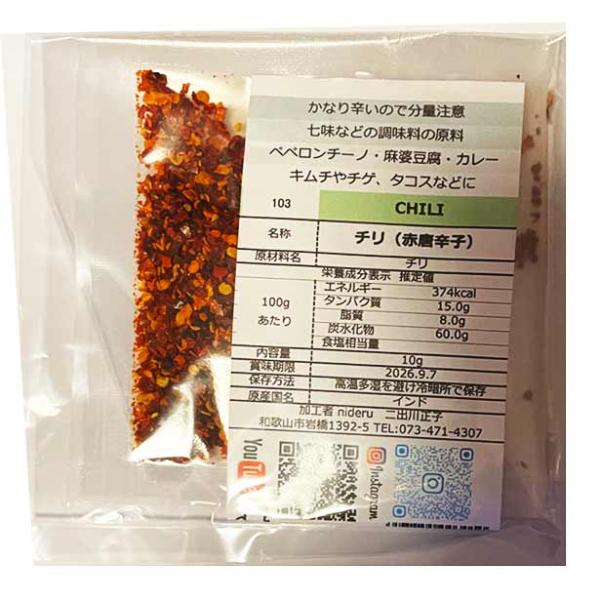 かなり辛いので分量注意
七味などの調味料の原料
ペペロンチーノ・麻婆豆腐・カレー
キムチやチゲ、タコスなどに
103 CHILI
名称 チリ（赤唐辛子）
原材料名 チリ
栄養成分表示 推定値
100gあたり
エネルギー 374kcal
タンパク質 15.0g
脂質 8.0g
炭水化物 60.0g
食塩相当量
内容量 10g
賞味期限 2026.9.7
保存方法 高温多湿を避け冷暗所で保存
原産国名 インド
加工者 nideru 二出川正子
和歌山市岩橋1392-5 TEL:073-471-4307
YouTu
Instagram